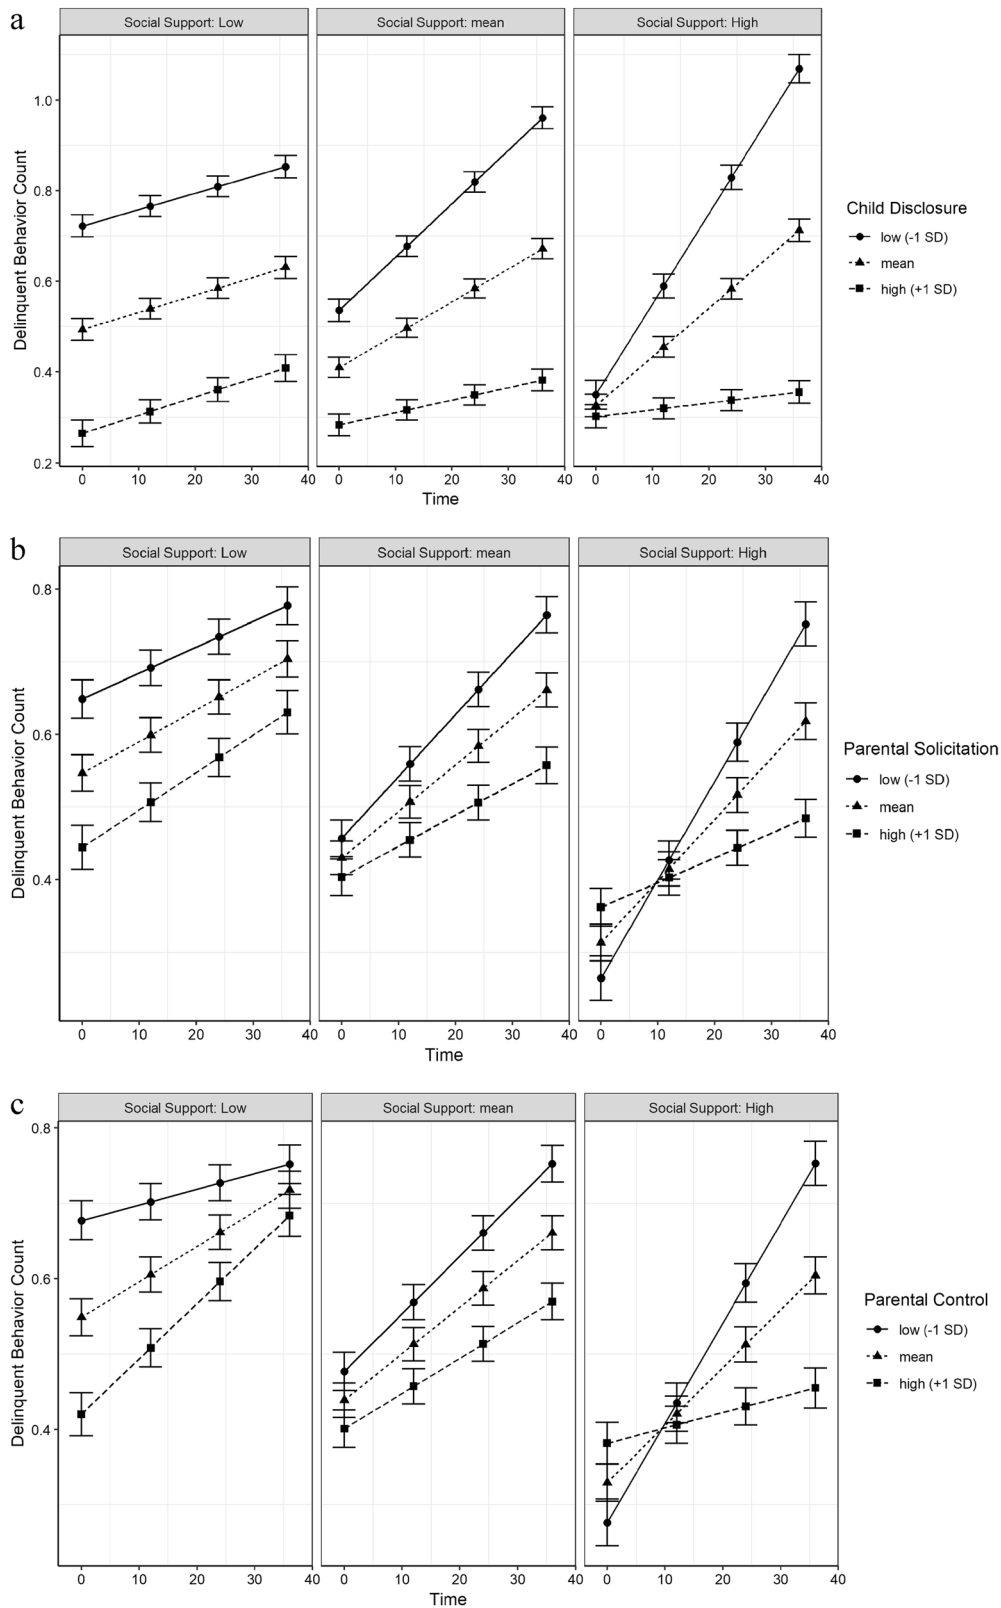 a
Social Support: Low
Social Support: mean
Social Support: High
Delinquent Behavior Count
1.0
0.8
0.6
0.4
0.2
0 10 20 30 40
0 10 20 30 40
0 10 20 30 40
Time
Child Disclosure
low (-1 SD)
mean
high (+1 SD)
b
Social Support: Low
Social Support: mean
Social Support: High
Delinquent Behavior Count
0.8
0.6
0.4
0 10 20 30 40
0 10 20 30 40
0 10 20 30 40
Time
Parental Solicitation
low (-1 SD)
mean
high (+1 SD)
c
Social Support: Low
Social Support: mean
Social Support: High
Delinquent Behavior Count
0.8
0.6
0.4
0 10 20 30 40
0 10 20 30 40
0 10 20 30 40
Time
Parental Control
low (-1 SD)
mean
high (+1 SD)